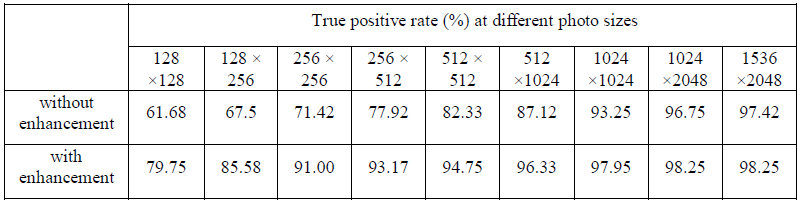 True positive rate (%) at different photo sizes
128 128 × 256 × 256 × 512 × 512 1024 1024 1536
×128 256 256 512 512 ×1024 ×1024 ×2048 ×2048
without
enhancement 61.68 67.5 71.42 77.92 82.33 87.12 93.25 96.75 97.42
with
enhancement 79.75 85.58 91.00 93.17 94.75 96.33 97.95 98.25 98.25